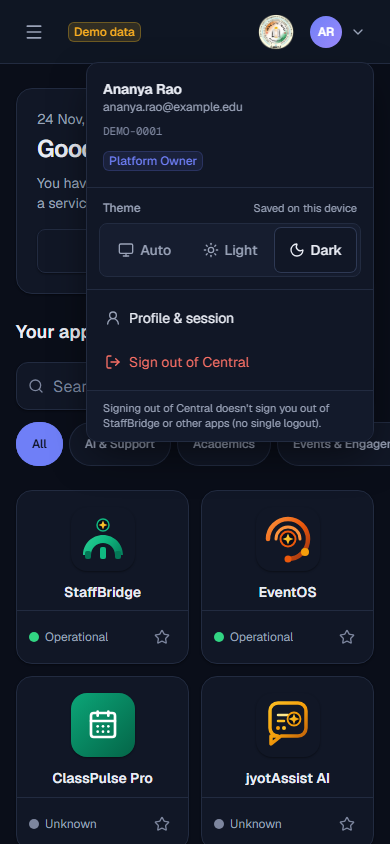 Demo data
AR
Ananya Rao
ananya.rao@example.edu
DEMO-0001
Platform Owner
Theme
Saved on this device
Auto
Light
Dark
Profile & session
Sign out of Central
Signing out of Central doesn't sign you out of
StaffBridge or other apps (no single logout).
24 Nov,
Good
You hav
a servic
Your app
Sear
All
AI & Support
Academics
Events & Engagem
StaffBridge
EventOS
Operational
Operational
ClassPulse Pro
jyotAssist AI
Unknown
Unknown